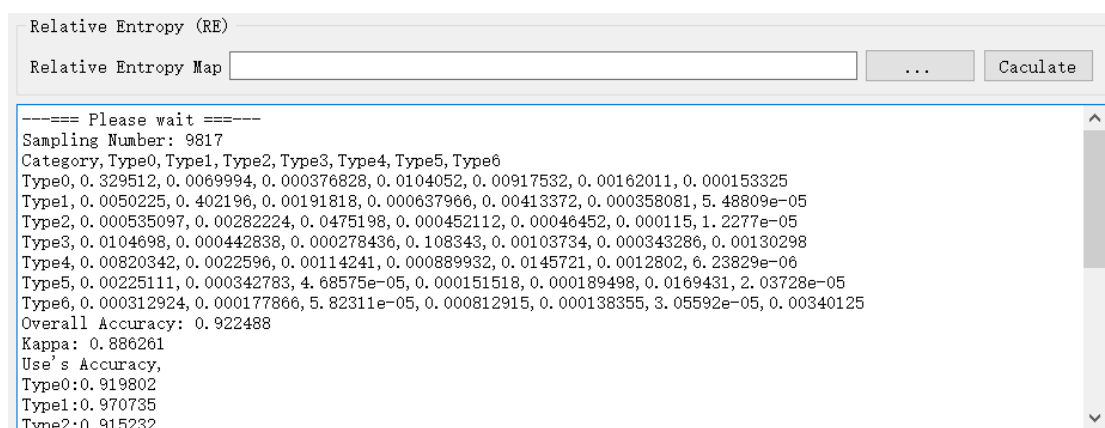 Relative Entropy (RE)
Relative Entropy Map
...
Caculate
---=== Please wait ===---
Sampling Number: 9817
Category,Type0,Type1,Type2,Type3,Type4,Type5,Type6
Type0,0.329512,0.0069994,0.000376828,0.0104052,0.00917532,0.00162011,0.000153325
Type1,0.0050225,0.402196,0.00191818,0.000637966,0.00413372,0.000358081,5.48809e-05
Type2,0.000535097,0.00282224,0.0475198,0.000452112,0.00046452,0.000115,1.2277e-05
Type3,0.0104698,0.000442838,0.000278436,0.108343,0.00103734,0.000343286,0.00130298
Type4,0.00820342,0.0022596,0.00114241,0.000889932,0.0145721,0.0012802,6.23829e-06
Type5,0.00225111,0.000342783,4.68575e-05,0.000151518,0.000189498,0.0169431,2.03728e-05
Type6,0.000312924,0.000177866,5.82311e-05,0.000812915,0.000138355,3.05592e-05,0.00340125
Overall Accuracy: 0.922488
Kappa: 0.886261
Use's Accuracy,
Type0:0.919802
Type1:0.970735
Type2:0.915232